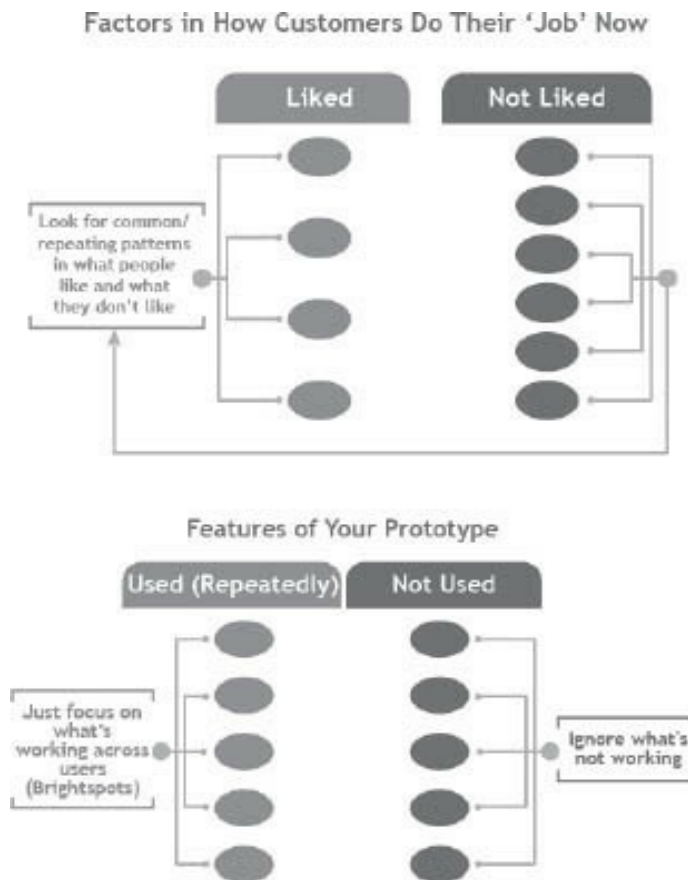 Factors in How Customers Do Their ‘Job’ Now
Liked
Not Liked
Look for common/
repeating patterns
in what people
like and what
they don't like
Features of Your Prototype
Used (Repeatedly)
Not Used
Just focus on
what's
working across
users
(Brightspots)
Ignore what's
not working